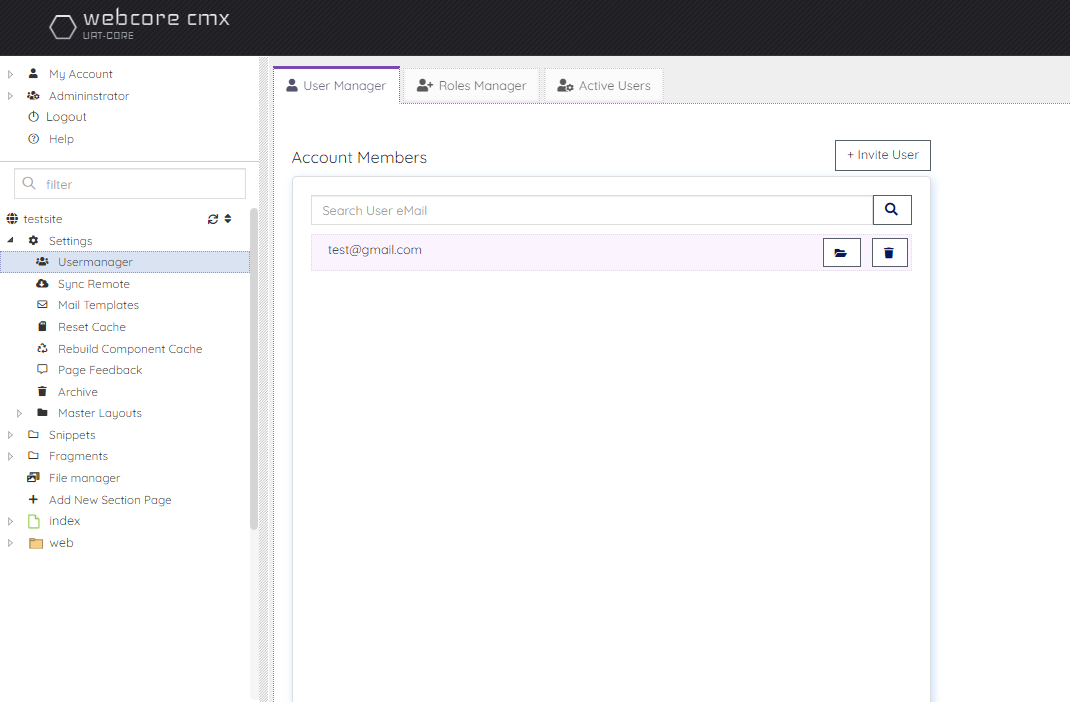 webcore cmx
UAT-CORE
My Account
Admininstrator
Logout
Help
filter
testsite
Settings
Usermanager
Sync Remote
Mail Templates
Reset Cache
Rebuild Component Cache
Page Feedback
Archive
Master Layouts
Snippets
Fragments
File manager
Add New Section Page
index
web
User Manager
Roles Manager
Active Users
Account Members
+ Invite User
Search User eMail
test@gmail.com